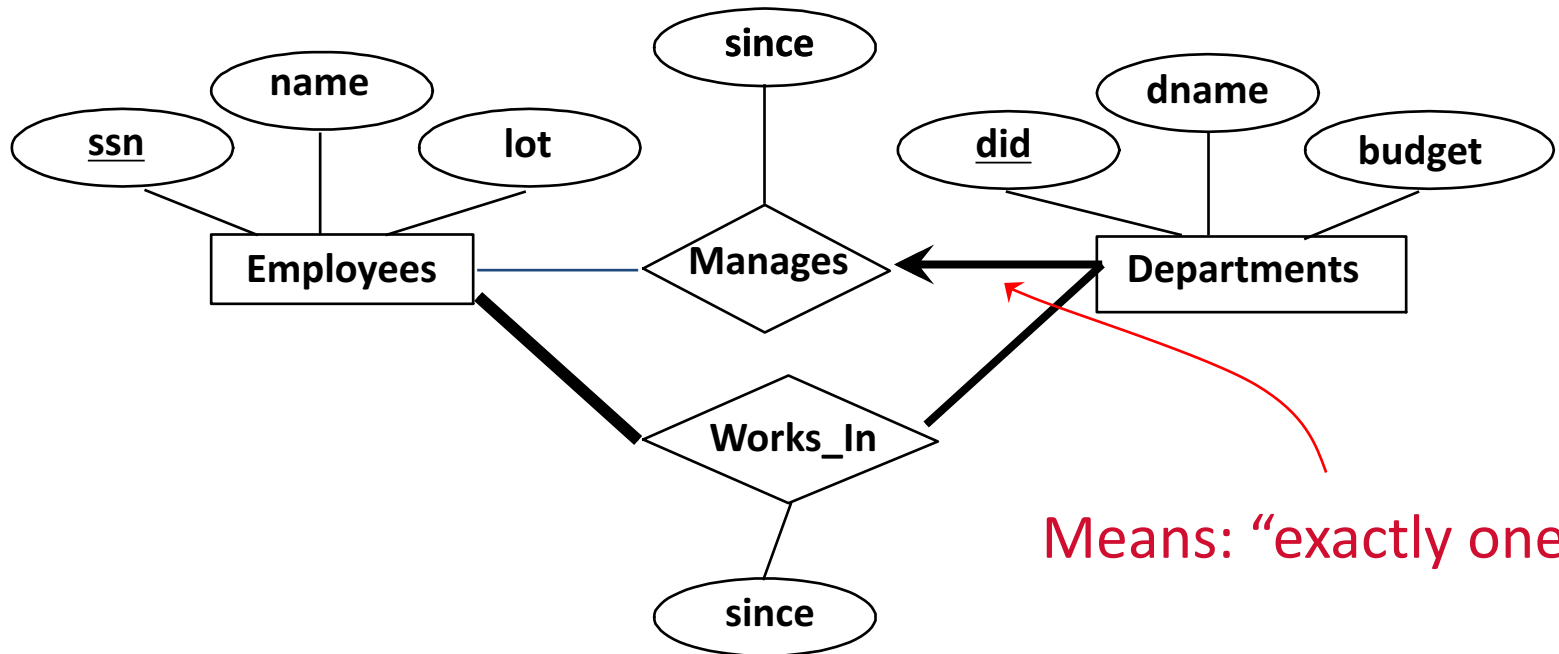 since
name
dname
ssn
lot
did
budget
Manages
Employees
Departments
Works_In
Means: “exactly one
since